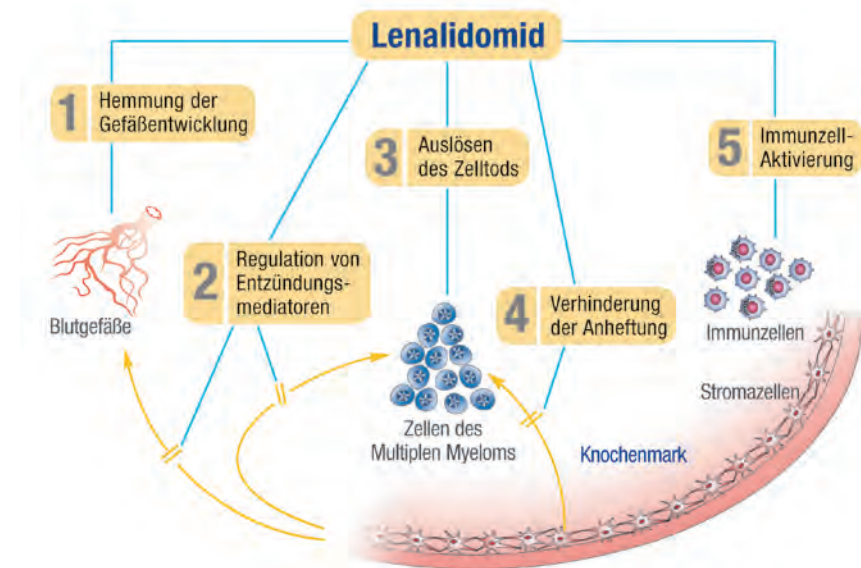 Lenalidomid
1 Hemmung der
Gefäßentwicklung
2 Regulation von
Entzündungs-
mediatoren
3 Auslösen
des Zelltods
4 Verhinderung
der Anheftung
5 Immunzell-
Aktivierung
Blutgefäße
Zellen des
Multiplen Myeloms
Immunzellen
Stromazellen
Knochenmark